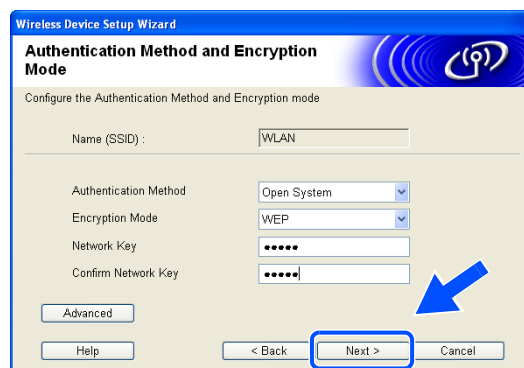 Wireless Device Setup Wizard
Authentication Method and Encryption
Mode
Configure the Authentication Method and Encryption mode
Name (SSID) : WLAN
Authentication Method Open System
Encryption Mode WEP
Network Key •••••
Confirm Network Key •••••
Advanced
Help < Back Next > Cancel